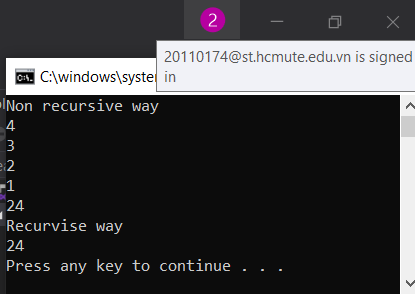 2
20110174@st.hcmute.edu.vn is signed
in
C:\windows\system
Non recursive way
4
3
2
1
24
Recurvise way
24
Press any key to continue . . .